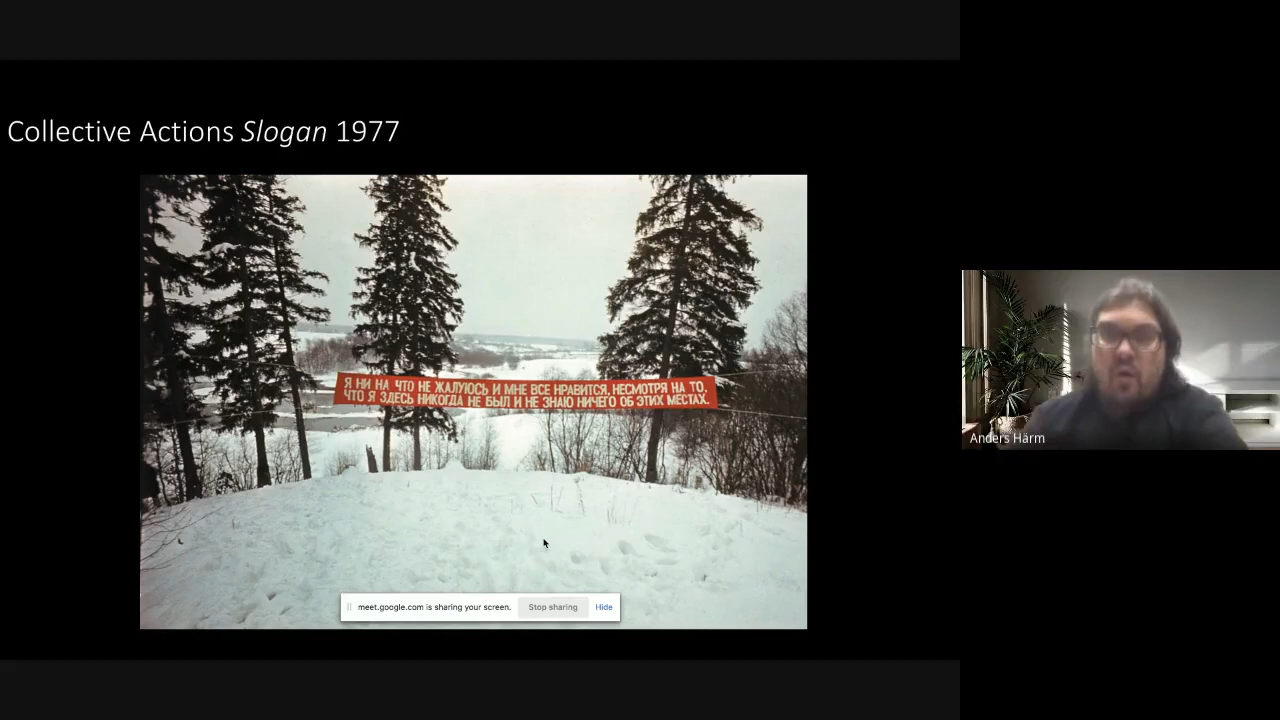 Collective Actions Slogan 1977
Я НИ НА ЧТО НЕ ЖАЛУЮСЬ И МНЕ ВСЕ НРАВИТСЯ, НЕСМОТРЯ НА ТО,
ЧТО Я ЗДЕСЬ НИКОГДА НЕ БЫЛ И НЕ ЗНАЮ НИЧЕГО ОБ ЭТИХ МЕСТАХ.
meet.google.com is sharing your screen. Stop sharing Hide
Anders Härm